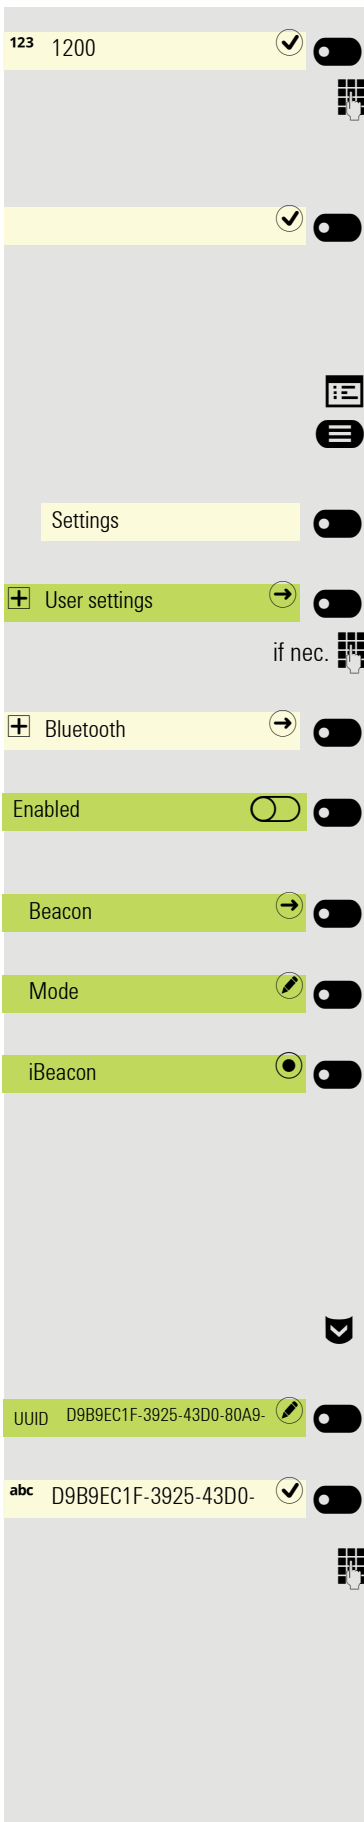 123 1200
Settings
User settings
if nec.
Bluetooth
Enabled
Beacon
Mode
iBeacon
UUID D9B9EC1F-3925-43D0-80A9-
abc D9B9EC1F-3925-43D0-